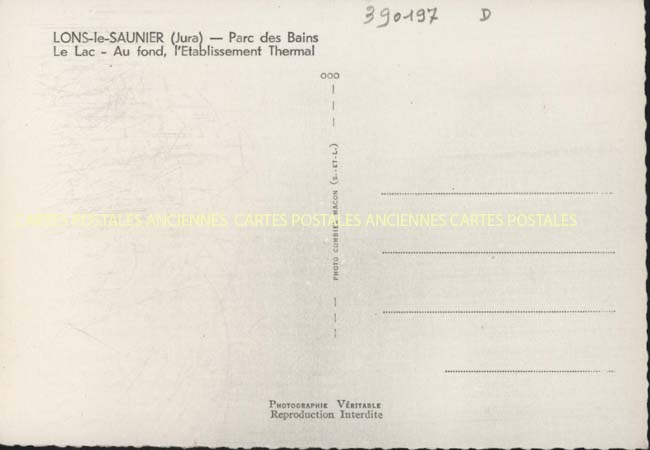 390197 D
LONS-le-SAUNIER (Jura) — Parc des Bains
Le Lac - Au fond, l'Etablissement Thermal
PHOTO COMBIER MACON (S.-ET-L.)
CARTES POSTALES ANCIENNES CARTES POSTALES ANCIENNES CARTES POSTALES
Photographie Véritable
Reproduction Interdite